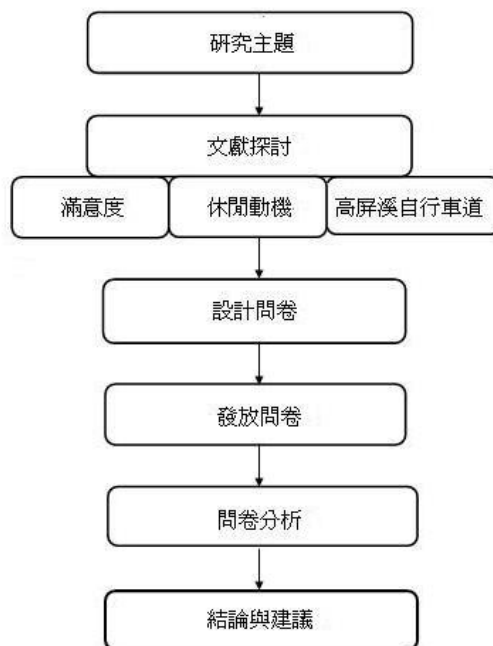 研究主題
文獻探討
滿意度
休閒動機
高屏溪自行車道
設計問卷
發放問卷
問卷分析
結論與建議